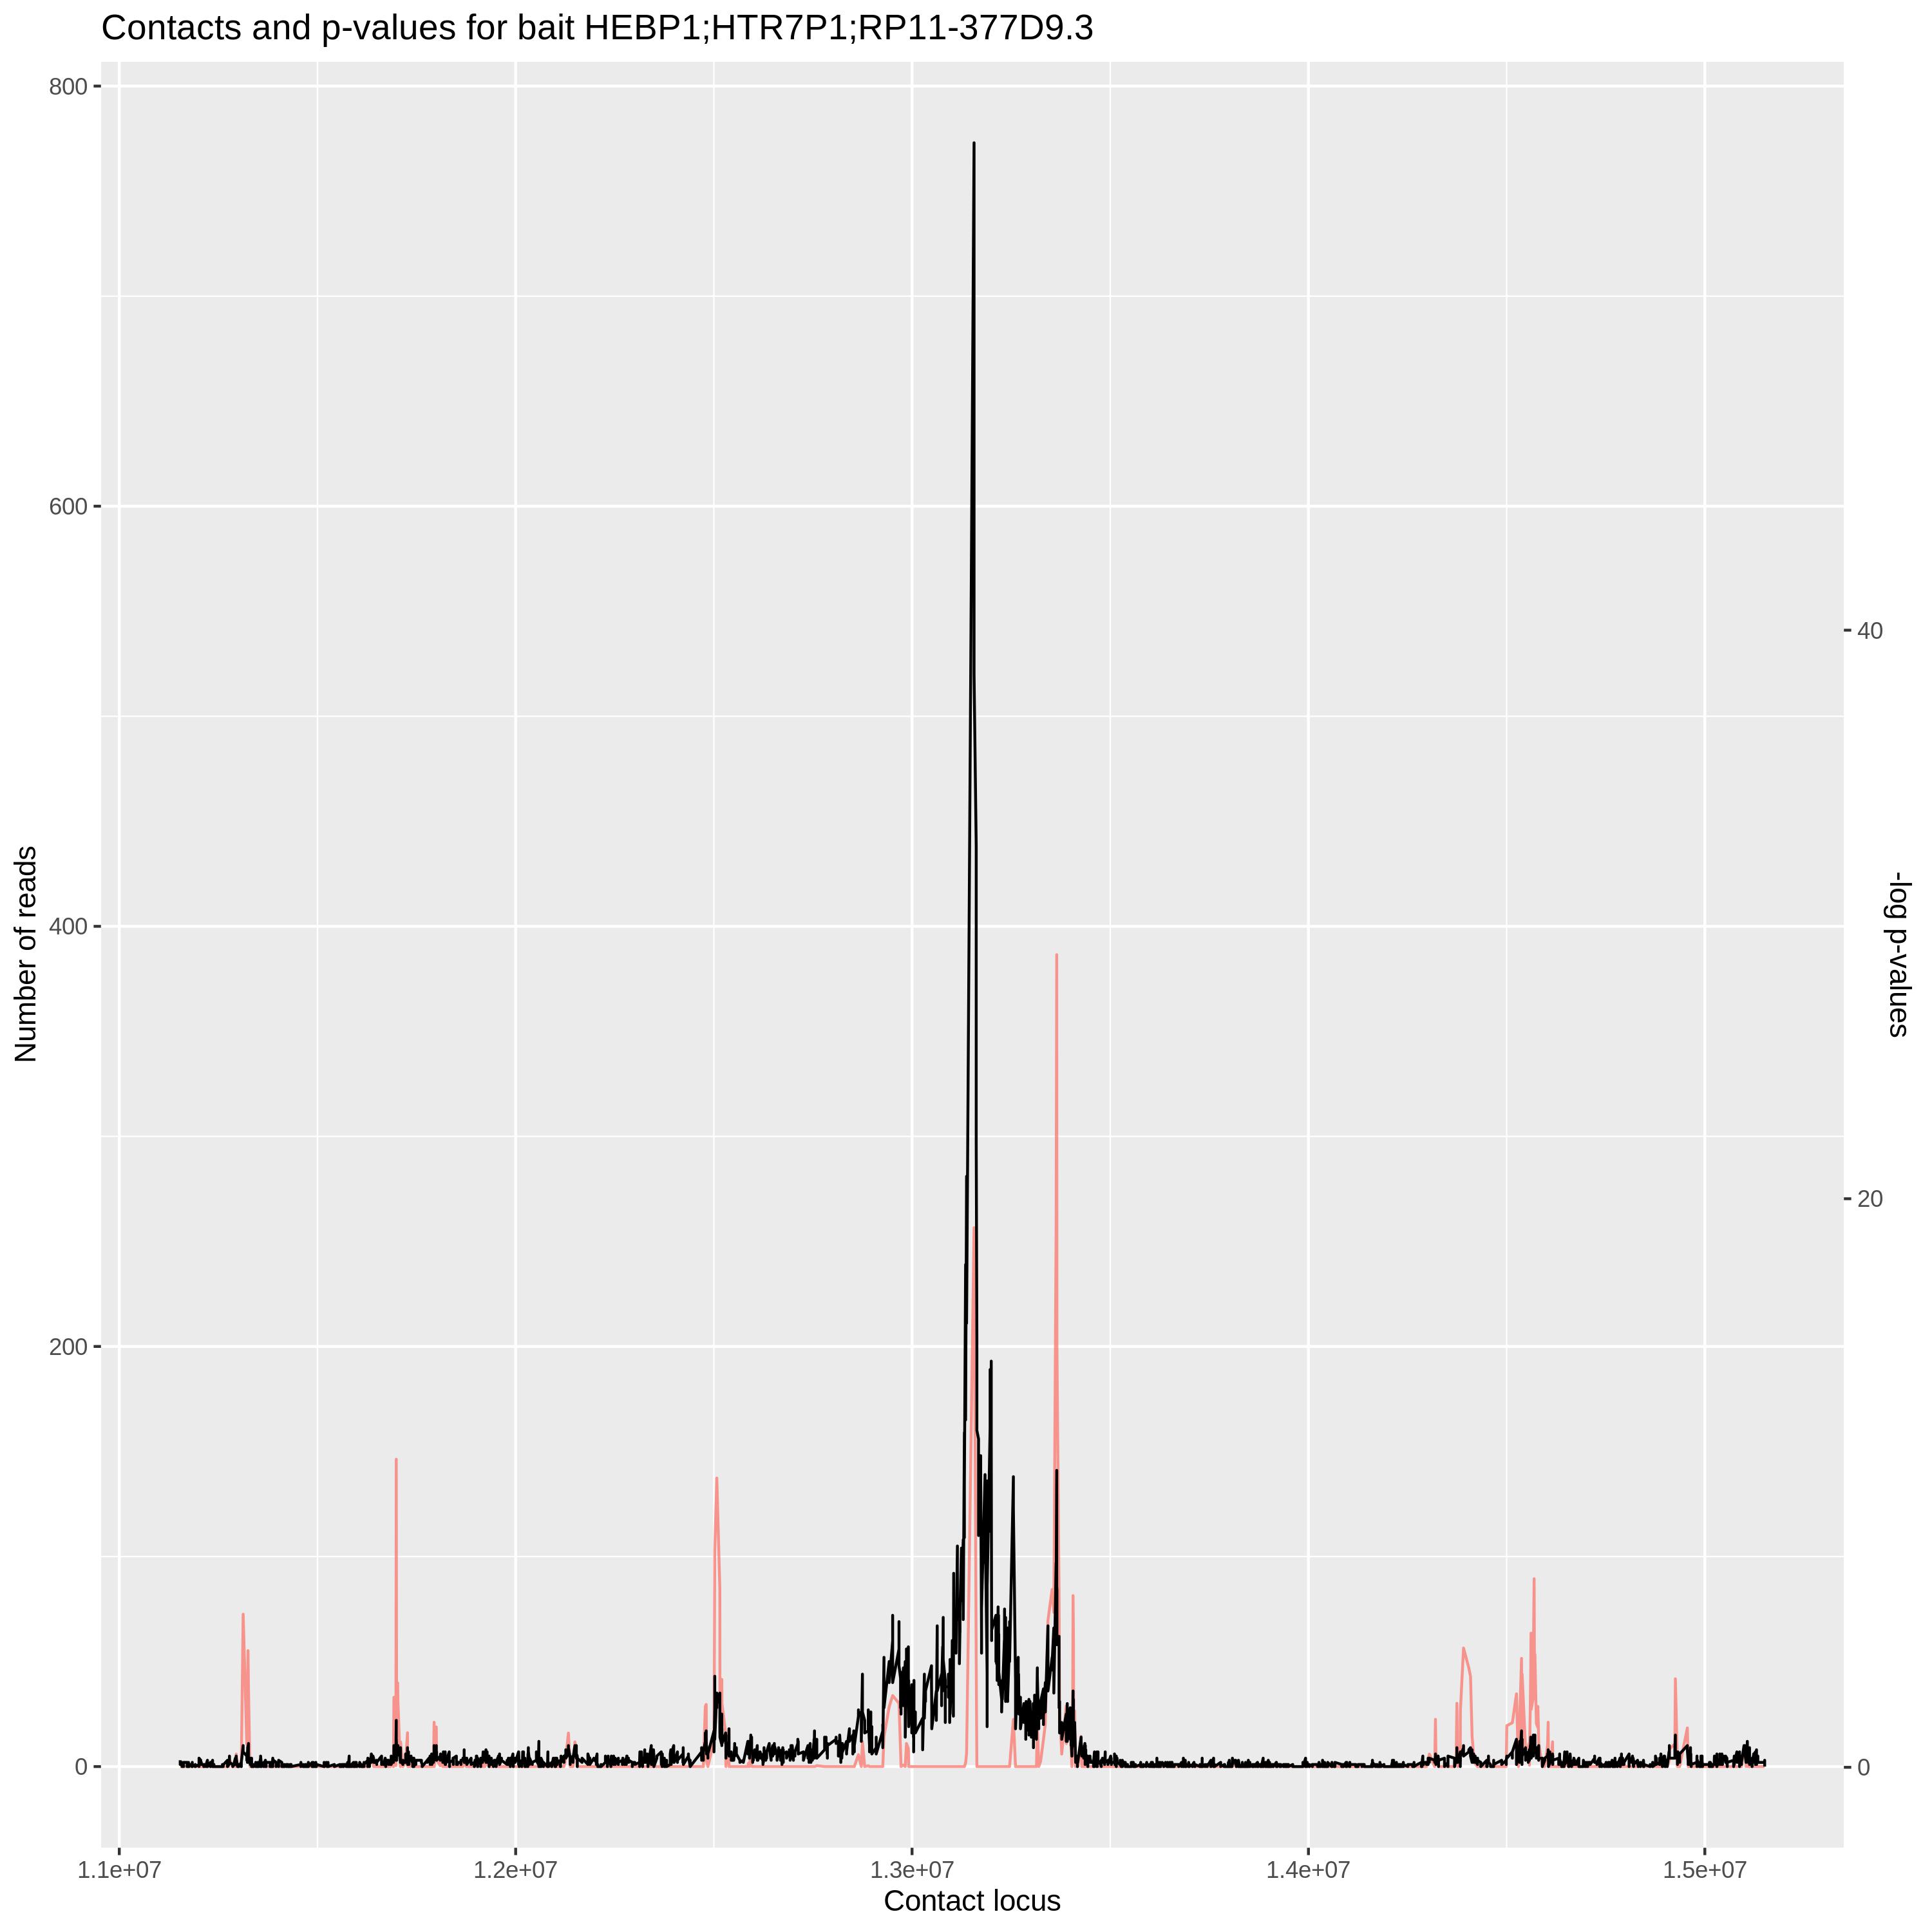 Contacts and p-values for bait HEBP1;HTR7P1;RP11-377D9.3
800
600
400
200
0
Number of reads
40
20
0
-log p-values
1.1e+07
1.2e+07
1.3e+07
1.4e+07
1.5e+07
Contact locus